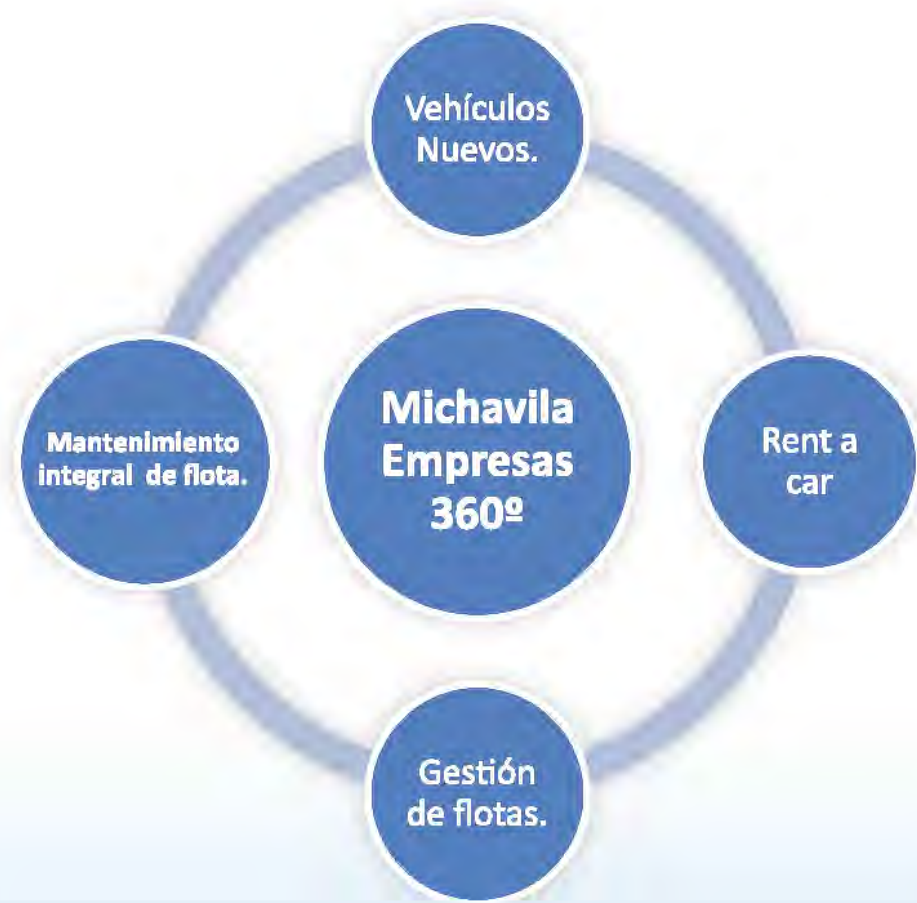 Vehículos
Nuevos.
Mantenimiento
integral de flota.
Michavila
Empresas
360º
Rent a
car
Gestión
de flotas.